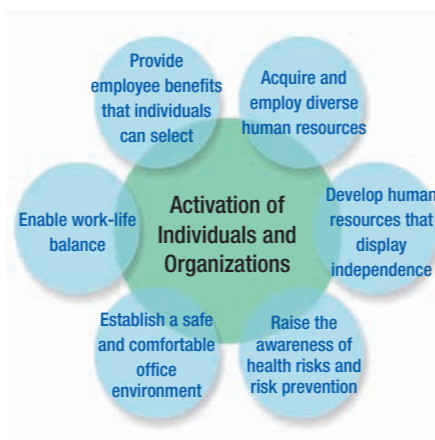 Provide
employee benefits
that individuals
can select
Acquire and
employ diverse
human resources
Enable work-life
balance
Activation of
Individuals and
Organizations
Develop human
resources that
display
independence
Establish a safe
and comfortable
office
environment
Raise the
awareness of
health risks and
risk prevention